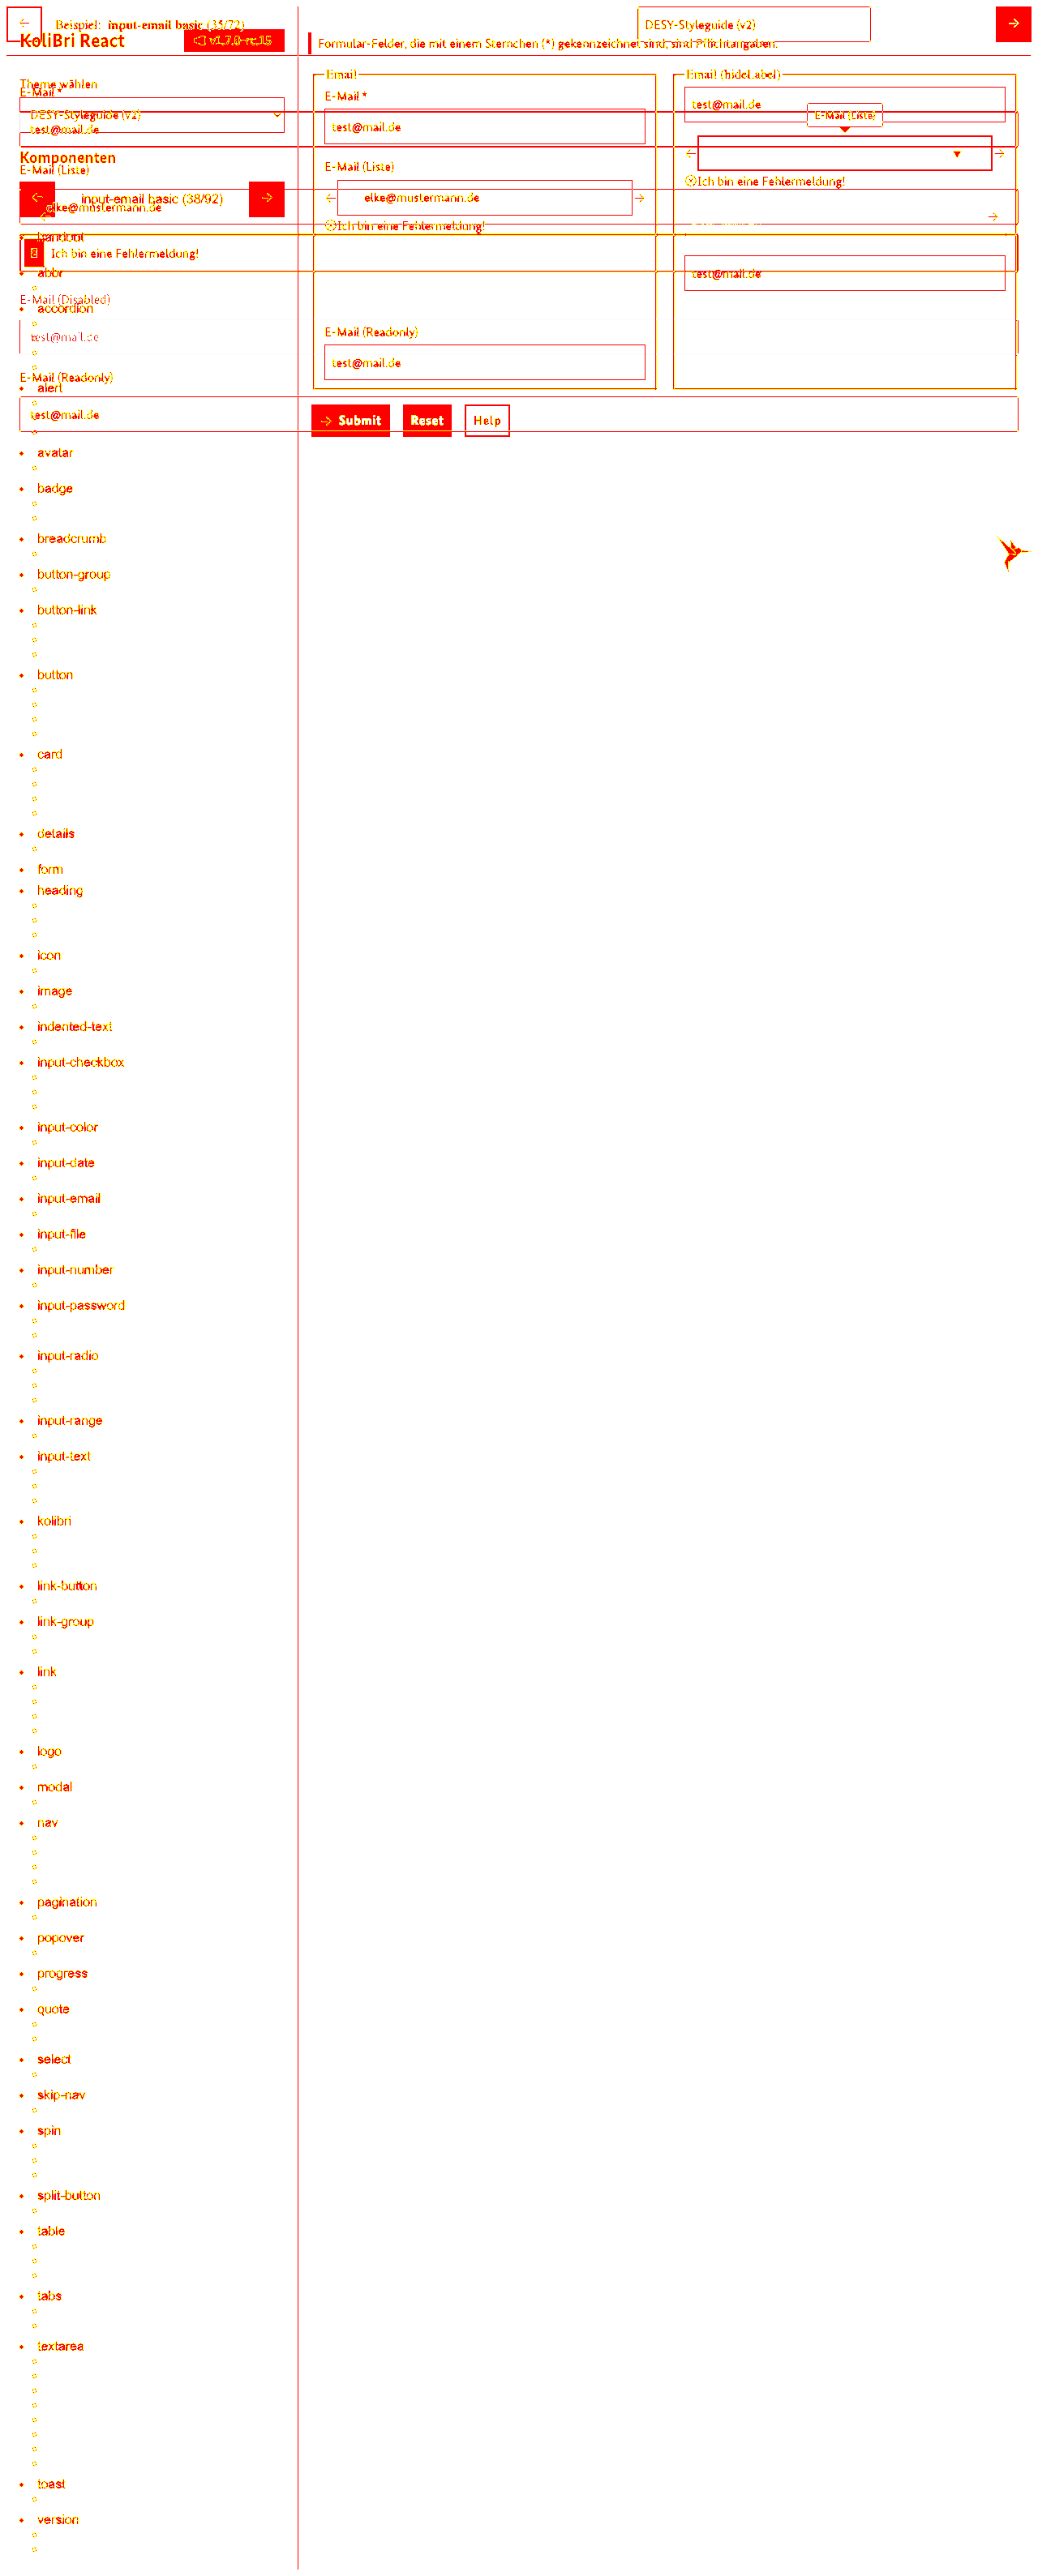 Beispiel: input-email basic (35/72)
DESY-Styleguide (v2)
KoliBri React
v1.7.0-rc.15
Formular-Felder, die mit einem Sternchen (*) gekennzeichnet sind, sind Pflichtangaben.
Theme wählen
E-Mail *
DESY-Styleguide (v2)
test@mail.de
Komponenten
E-Mail (Liste)
input-email basic (38/92)
elke@mustermann.de
handout
Ich bin eine Fehlermeldung!
abbr
E-Mail (Disabled)
accordion
test@mail.de
E-Mail (Readonly)
alert
test@mail.de
Email
E-Mail *
test@mail.de
E-Mail (Liste)
elke@mustermann.de
Ich bin eine Fehlermeldung!
E-Mail (Readonly)
test@mail.de
Email (hideLabel)
test@mail.de
E-Mail (Liste)
Ich bin eine Fehlermeldung!
test@mail.de
Submit
Reset
Help
avatar
badge
breadcrumb
button-group
button-link
button
card
details
form
heading
icon
image
indented-text
input-checkbox
input-color
input-date
input-email
input-file
input-number
input-password
input-radio
input-range
input-text
kolibri
link-button
link-group
link
logo
modal
nav
pagination
popover
progress
quote
select
skip-nav
spin
split-button
table
tabs
textarea
toast
version